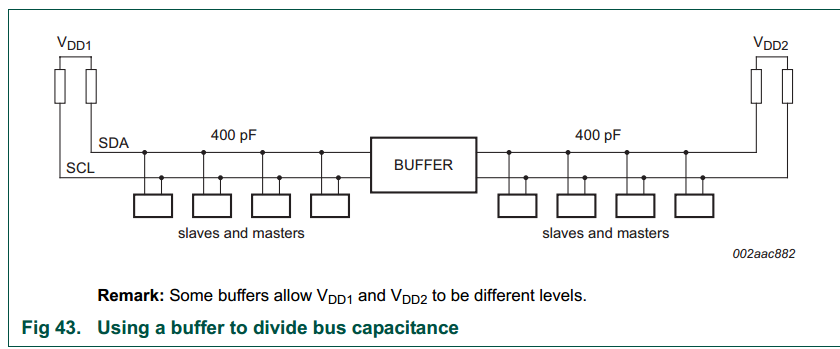 VDD1
VDD2
SDA
400 pF
400 pF
SCL
BUFFER
slaves and masters
slaves and masters
002aac882
Remark: Some buffers allow VDD1 and VDD2 to be different levels.
Fig 43. Using a buffer to divide bus capacitance